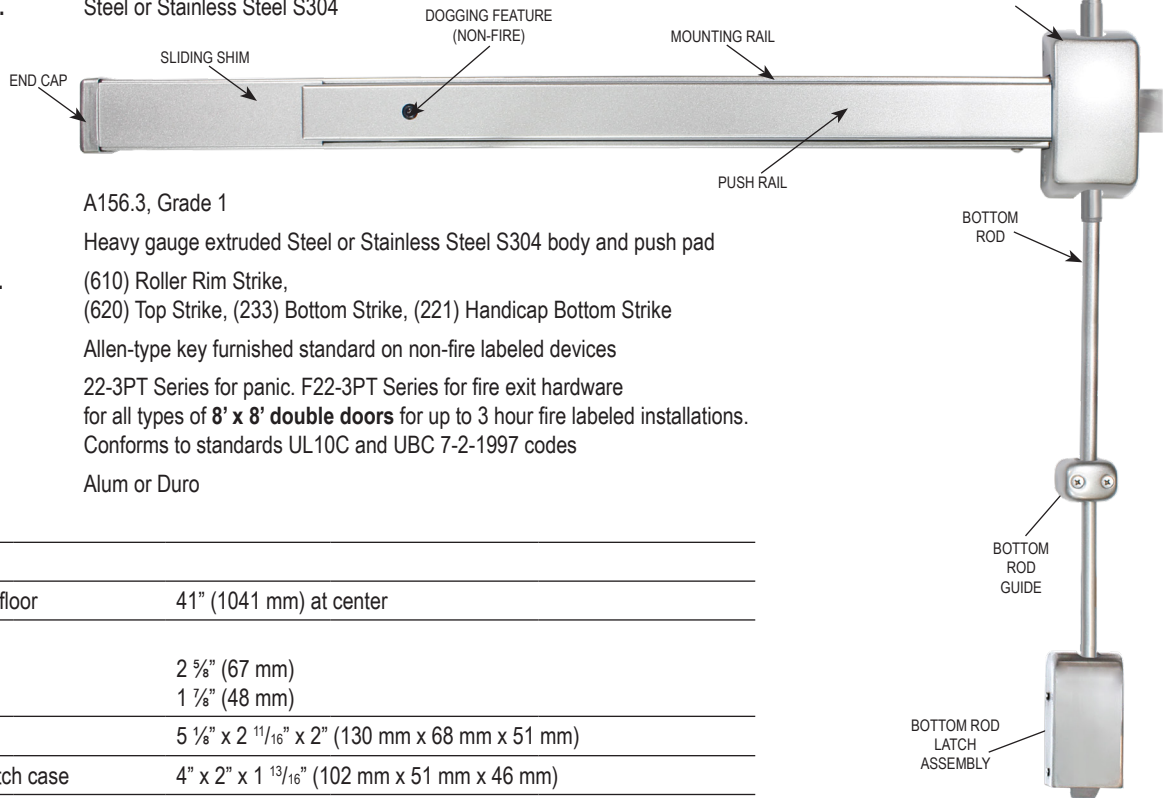 Steel or Stainless Steel S304
DOGGING FEATURE
(NON-FIRE)
MOUNTING RAIL
SLIDING SHIM
END CAP
PUSH RAIL
BOTTOM
ROD
A156.3, Grade 1
Heavy gauge extruded Steel or Stainless Steel S304 body and push pad
(610) Roller Rim Strike,
(620) Top Strike, (233) Bottom Strike, (221) Handicap Bottom Strike
Allen-type key furnished standard on non-fire labeled devices
22-3PT Series for panic. F22-3PT Series for fire exit hardware
for all types of 8’ x 8’ double doors for up to 3 hour fire labeled installations.
Conforms to standards UL10C and UBC 7-2-1997 codes
Alum or Duro
BOTTOM
ROD
GUIDE
floor 41” (1041 mm) at center
2 ⅝” (67 mm)
1 ⅞” (48 mm)
5 ⅛” x 2 11/16” x 2” (130 mm x 68 mm x 51 mm)
tch case 4” x 2” x 1 13/16” (102 mm x 51 mm x 46 mm)
BOTTOM ROD
LATCH
ASSEMBLY